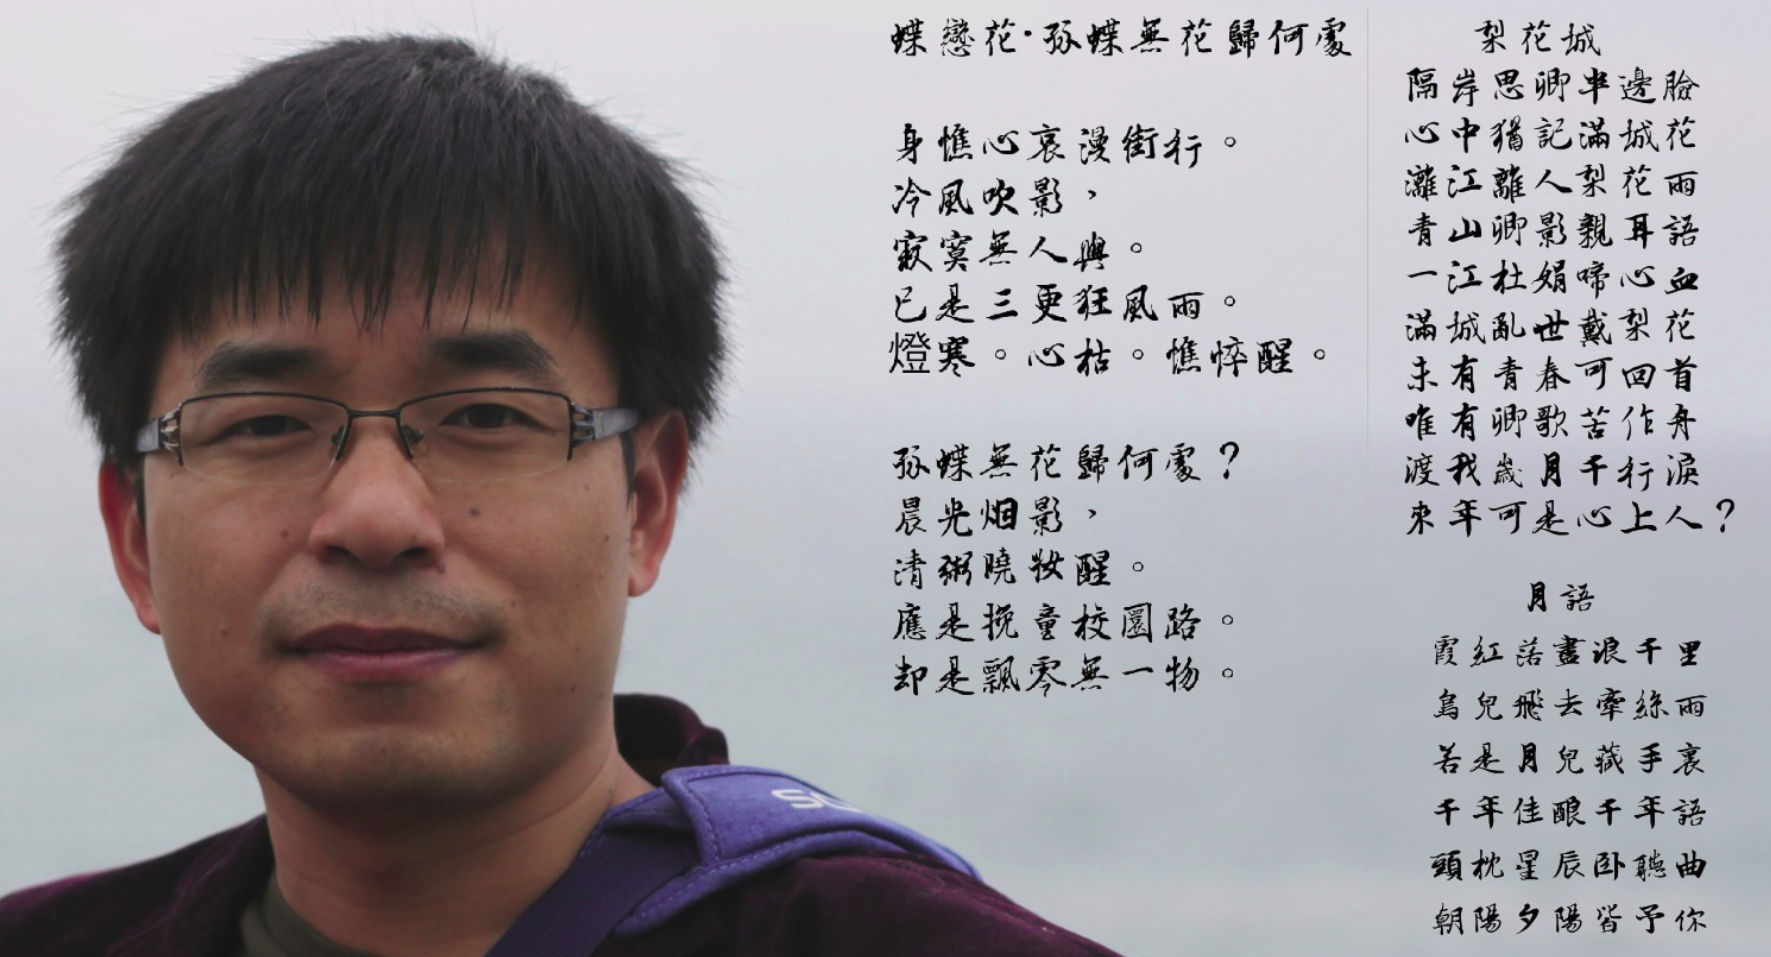 蝶戀花·孤蝶無花歸何處
身憔心哀漫街行。
冷風吹影，
寂寞無人與。
已是三更狂風雨。
燈寒。心枯。憔悴醒。
孤蝶無花歸何處？
晨光烟影，
清粥曉妝醒。
應是挽童校園路。
却是飄零無一物。
梨花城
隔岸思卿半邊臉
心中猶記滿城花
灕江離人梨花雨
青山卿影親耳語
一江杜娟啼心血
滿城亂世戴梨花
未有青春可回首
唯有卿歌苦作舟
渡我歲月千行淚
來年可是心上人？
月語
霞紅落盡浪千里
鳥兒飛去牽絲雨
若是月兒藏手裏
千年佳釀千年語
頭枕星辰卧聽曲
朝陽夕陽皆予你